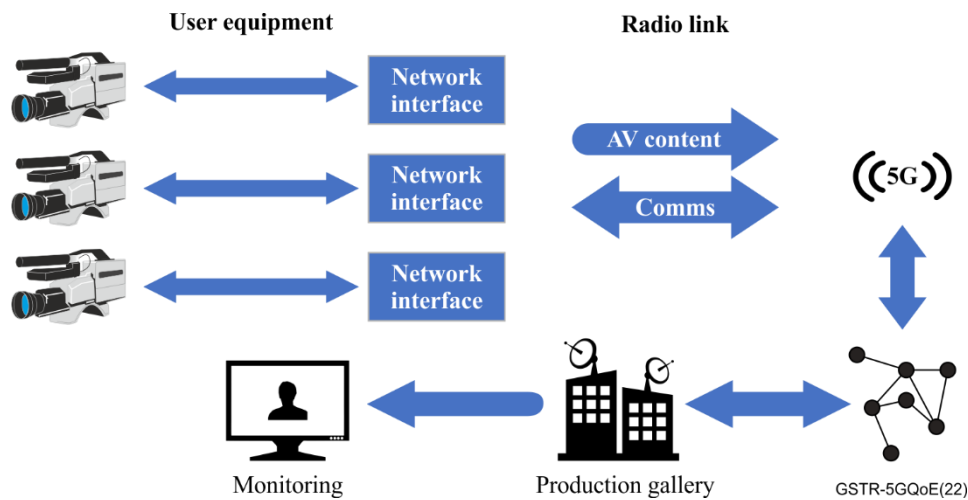 User equipment
Radio link
Network
interface
AV content
Network
interface
Comms
5G
Network
interface
Monitoring
Production gallery
GSTR-5GQoE(22)